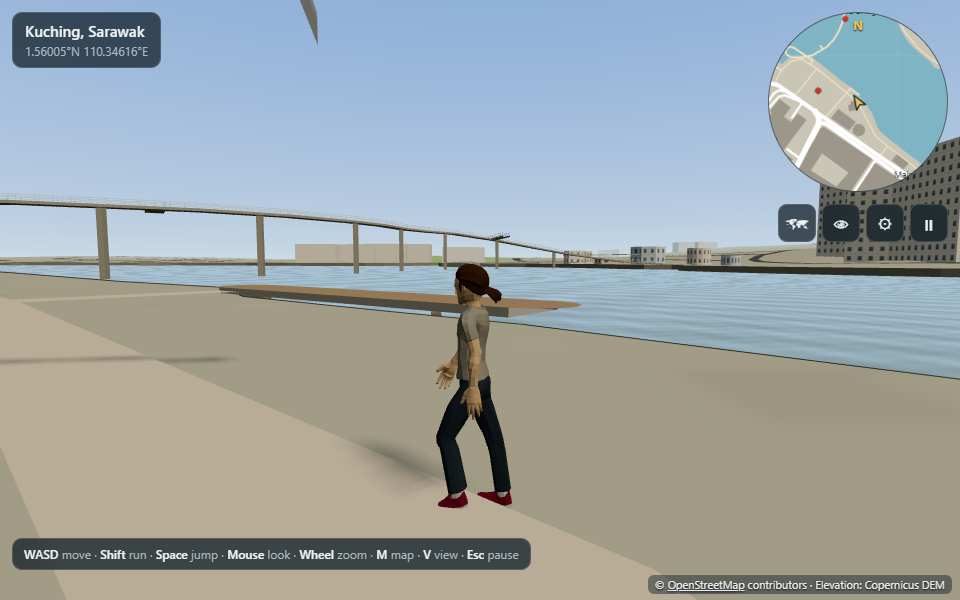 Kuching, Sarawak
1.56005°N 110.34616°E
N
WASD move · Shift run · Space jump · Mouse look · Wheel zoom · M map · V view · Esc pause
© OpenStreetMap contributors · Elevation: Copernicus DEM